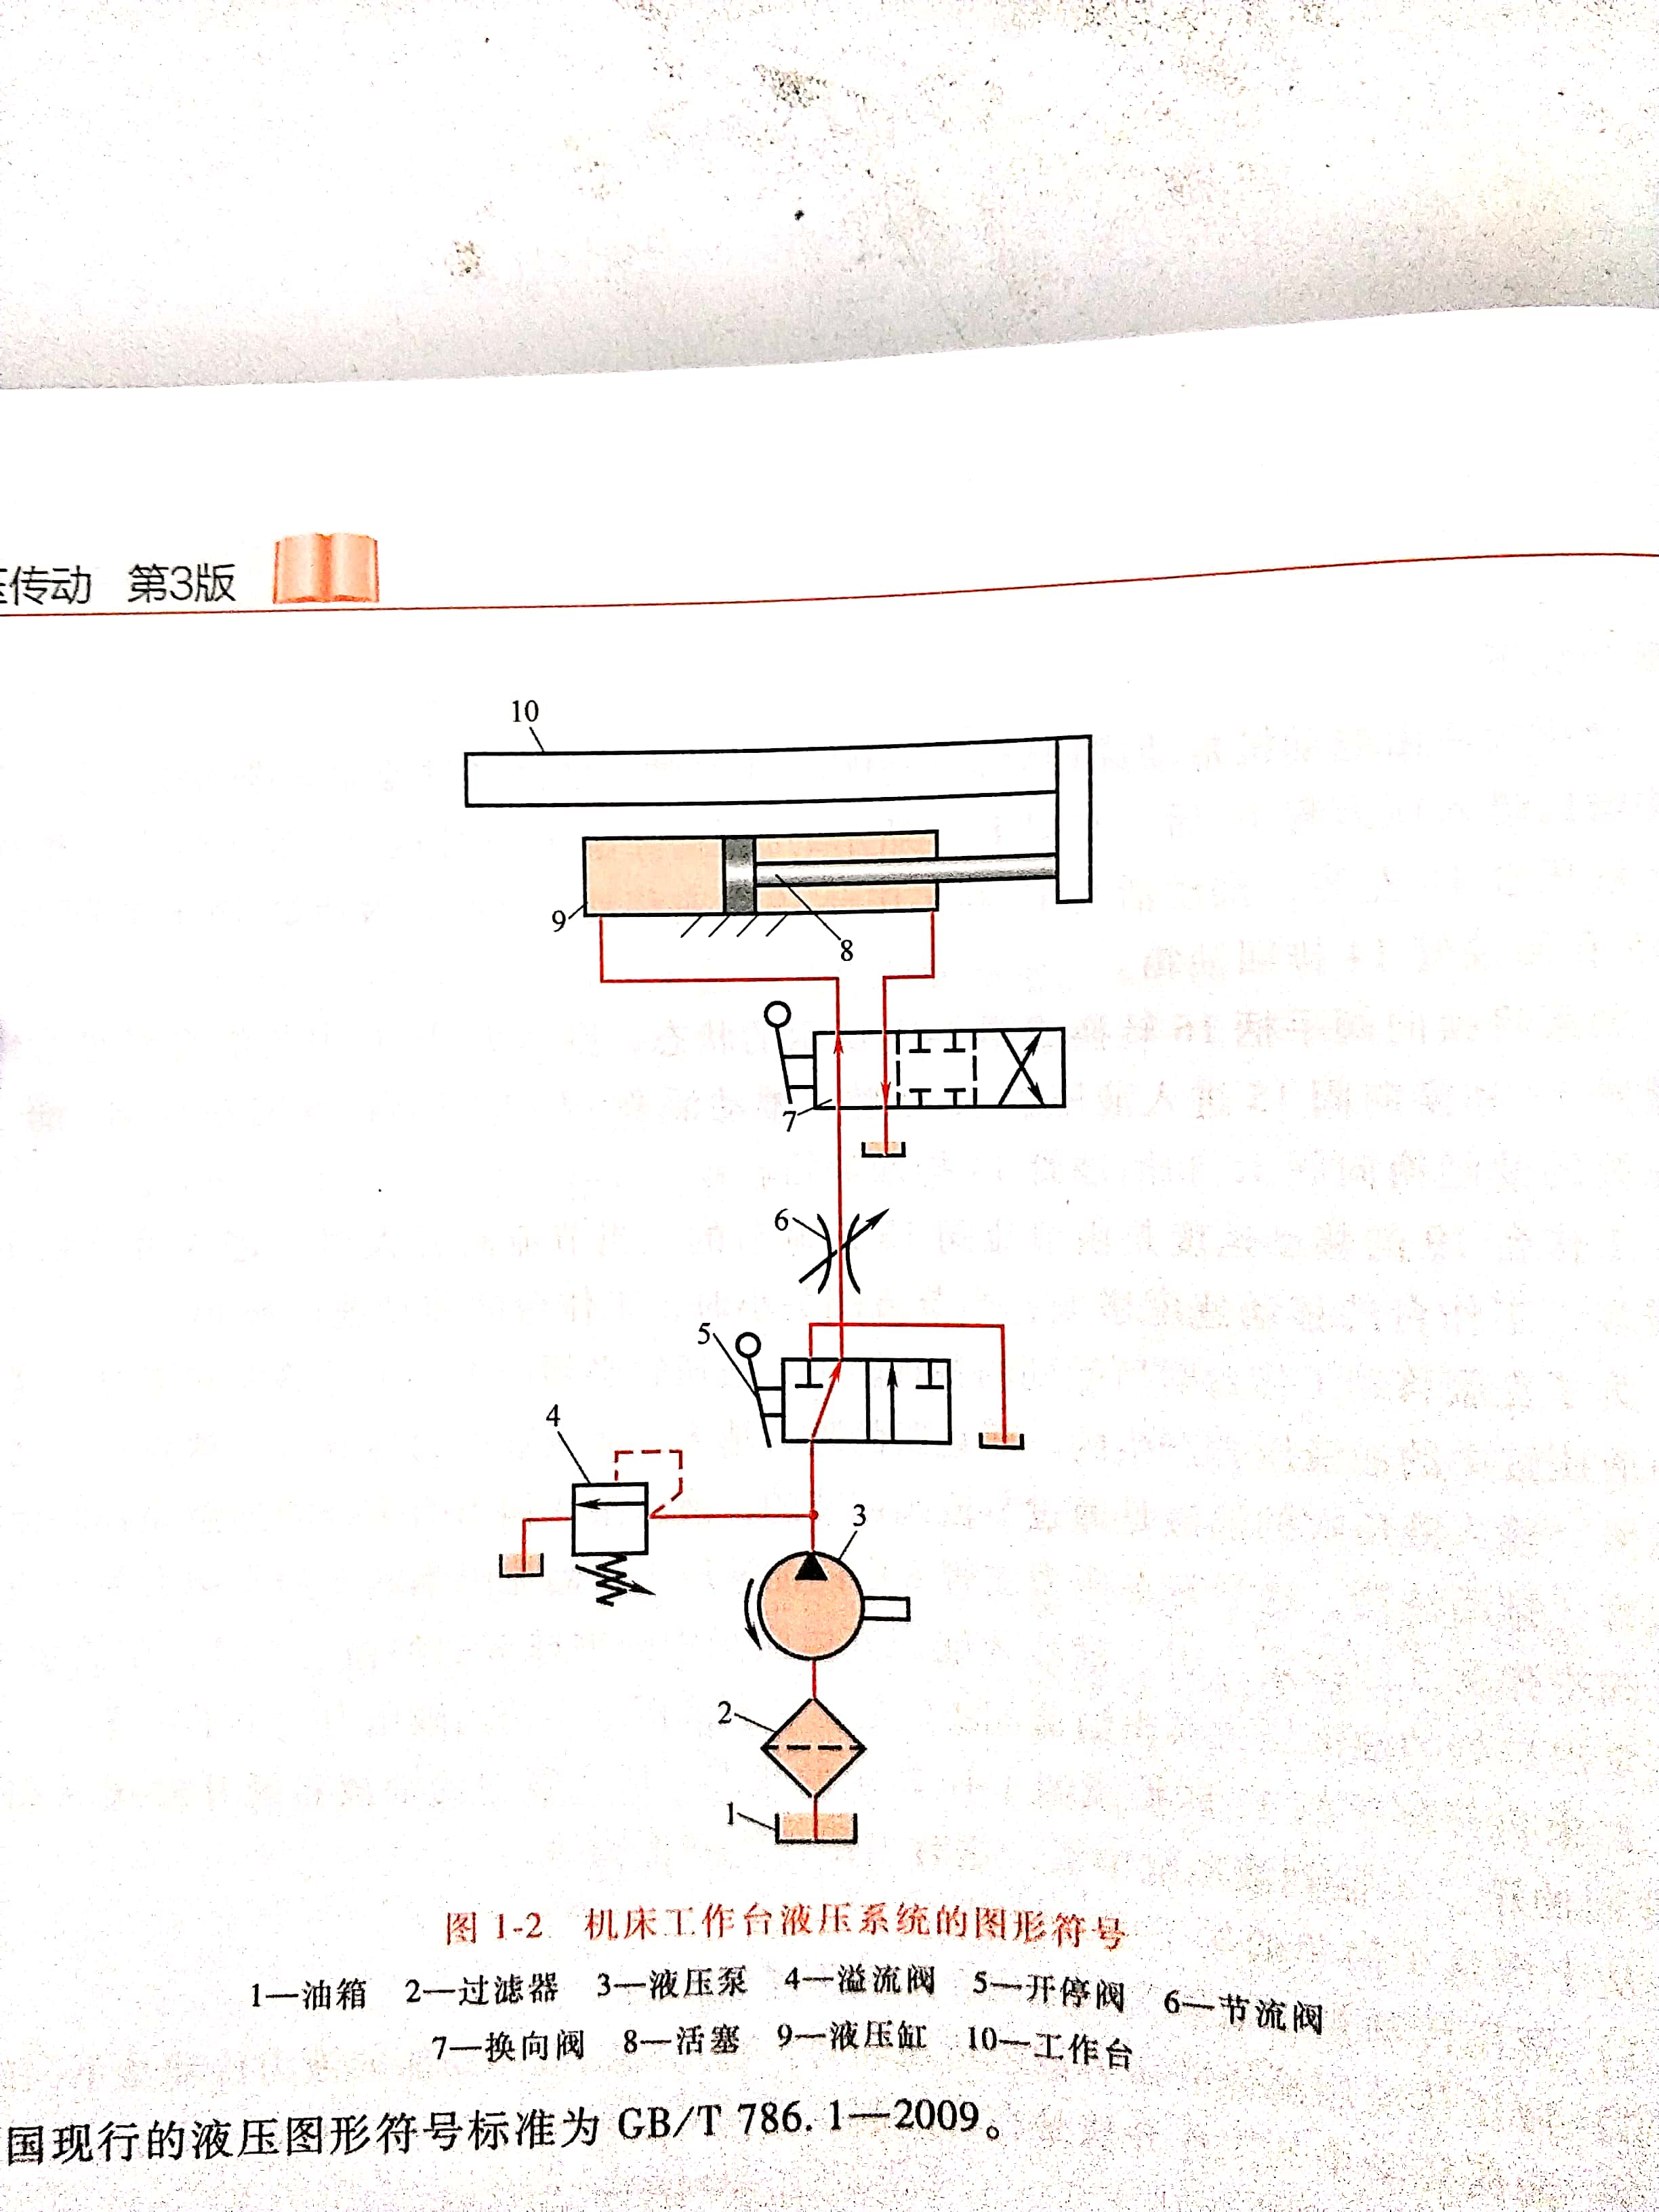 压传动 第3版
10
9
8
7
6
5
4
3
2
1
图 1-2 机床工作台液压系统的图形符号
1—油箱 2—过滤器 3—液压泵 4—溢流阀 5—开停阀 6—节流阀
7—换向阀 8—活塞 9—液压缸 10—工作台
国现行的液压图形符号标准为 GB/T 786. 1—2009。